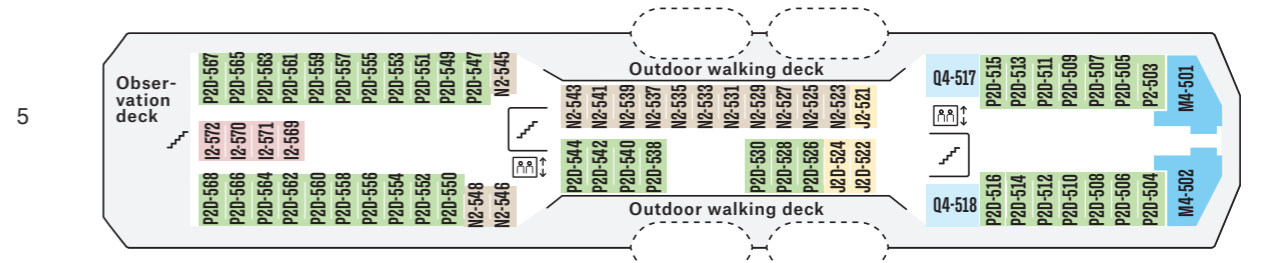 5
Obser-
vation
deck
P2D-567
P2D-565
P2D-563
P2D-561
P2D-559
P2D-557
P2D-555
P2D-553
P2D-551
P2D-549
P2D-547
N2-545
I2-572
I2-570
I2-571
I2-569
P2D-568
P2D-566
P2D-564
P2D-562
P2D-560
P2D-558
P2D-556
P2D-554
P2D-552
P2D-550
N2-548
N2-546
Outdoor walking deck
N2-543
N2-541
N2-539
N2-537
N2-535
N2-533
N2-531
N2-529
N2-527
N2-525
N2-523
J2-521
P2D-544
P2D-542
P2D-540
P2D-538
P2D-530
P2D-528
P2D-526
J2D-524
J2D-522
Outdoor walking deck
Q4-517
P2D-515
P2D-513
P2D-511
P2D-509
P2D-507
P2D-505
P2-503
M4-501
Q4-518
P2D-516
P2D-514
P2D-512
P2D-510
P2D-508
P2D-506
P2D-504
M4-502